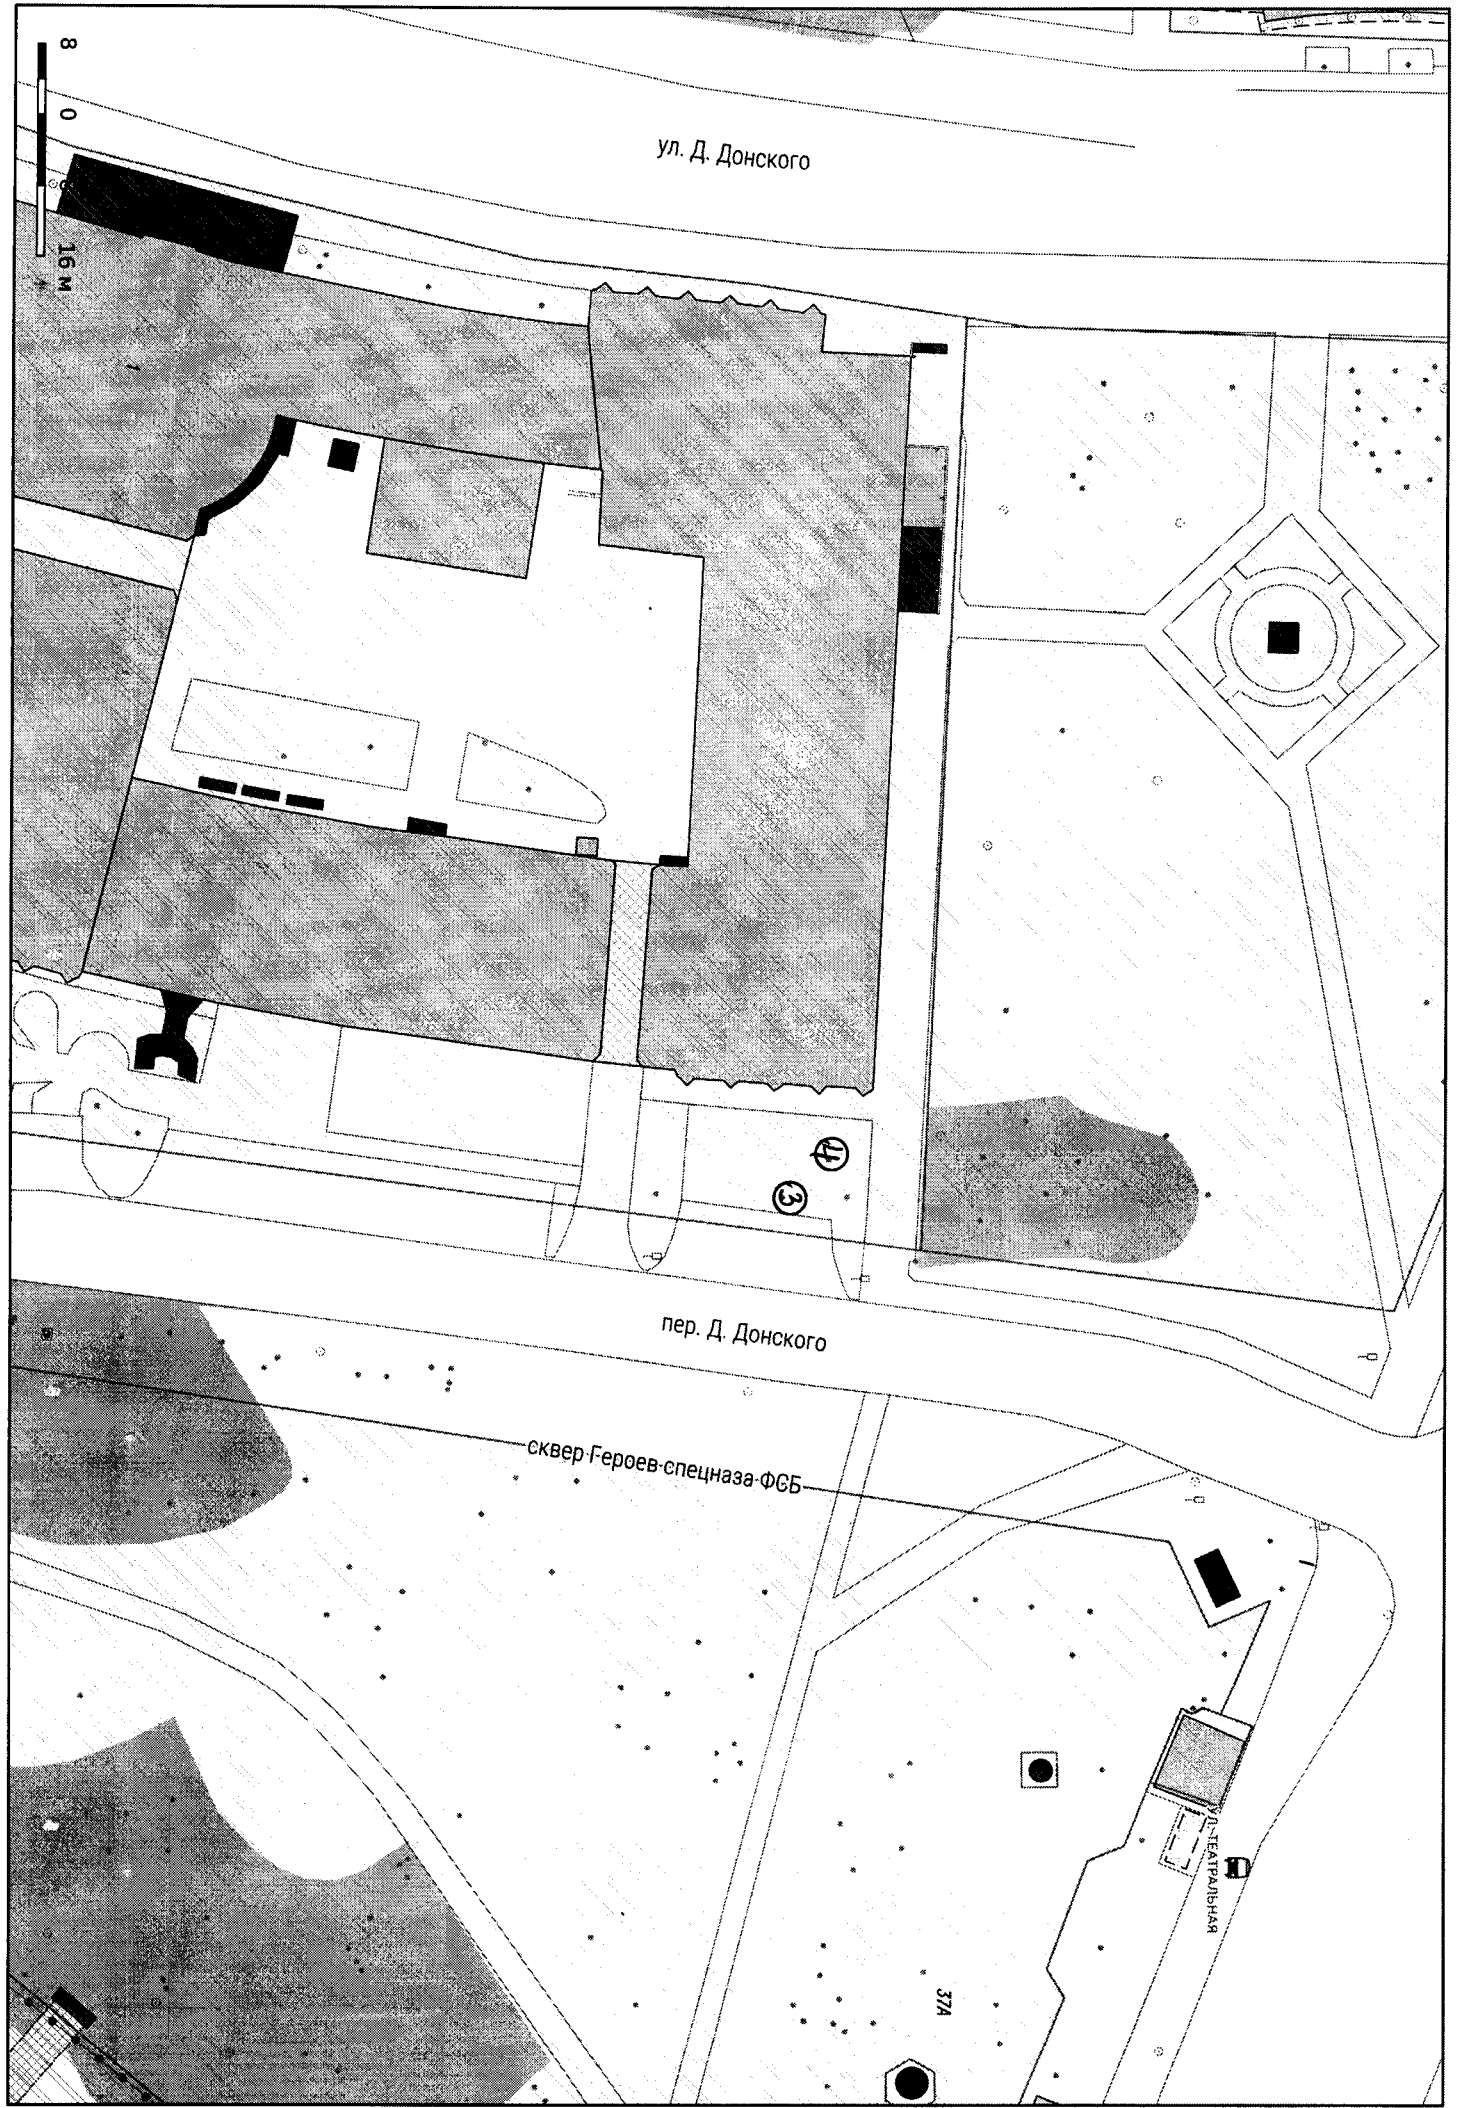 8 0 16 м
ул. Д. Донского
4
3
пер. Д. Донского
сквер Героев спецназа ФСБ
УЛ. ТЕАТРАЛЬНАЯ
37А